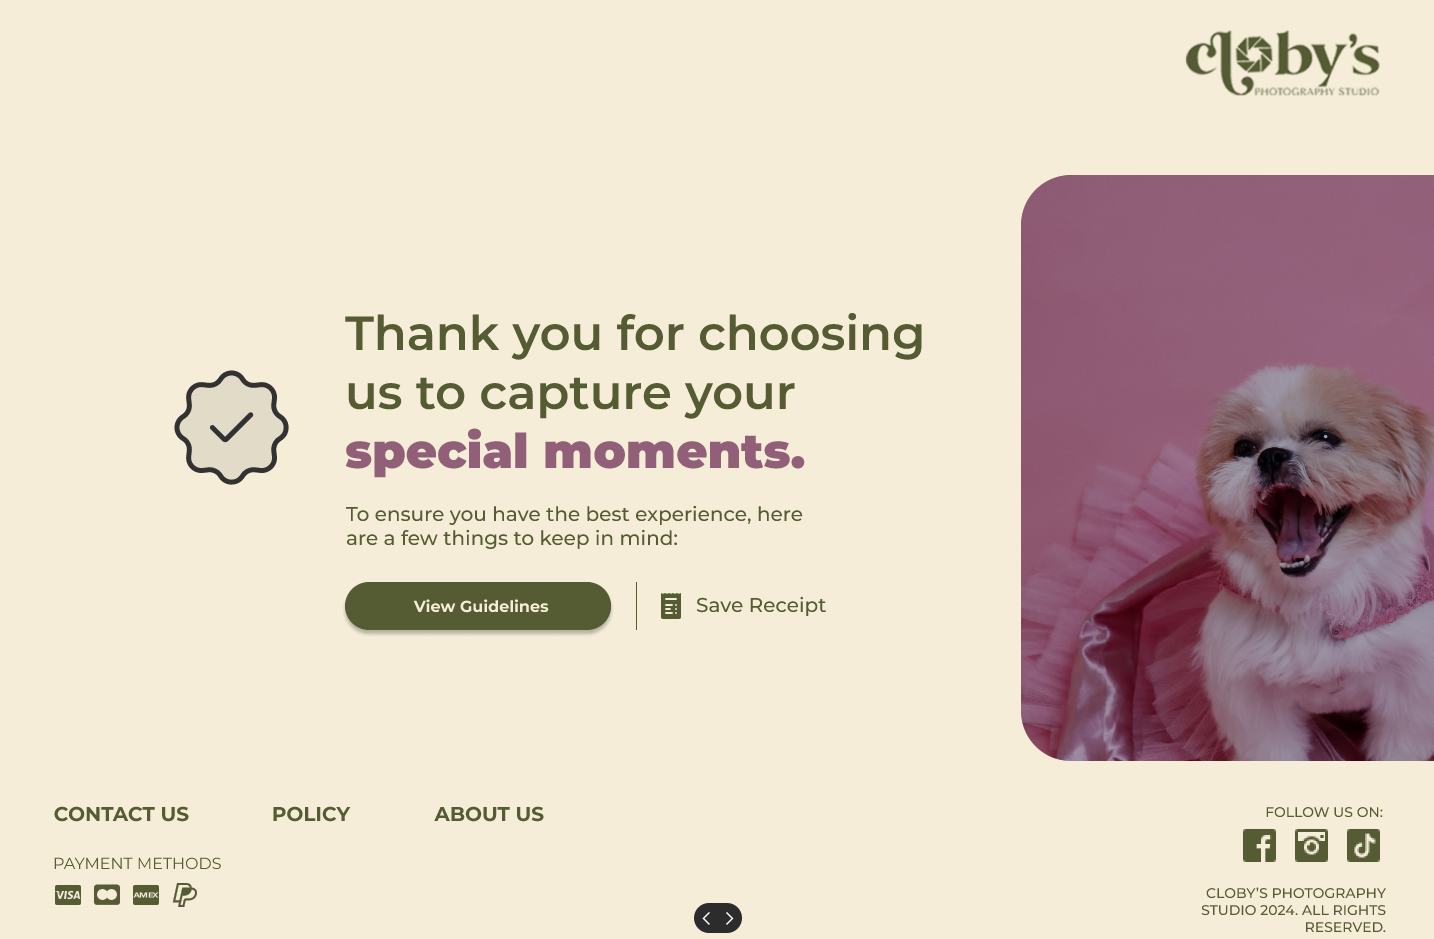 cloby's
PHOTOGRAPHY STUDIO
Thank you for choosing
us to capture your
special moments.
To ensure you have the best experience, here
are a few things to keep in mind:
View Guidelines
Save Receipt
CONTACT US
POLICY
ABOUT US
PAYMENT METHODS
VISA
AMEX
FOLLOW US ON:
CLOBY'S PHOTOGRAPHY
STUDIO 2024. ALL RIGHTS
RESERVED.